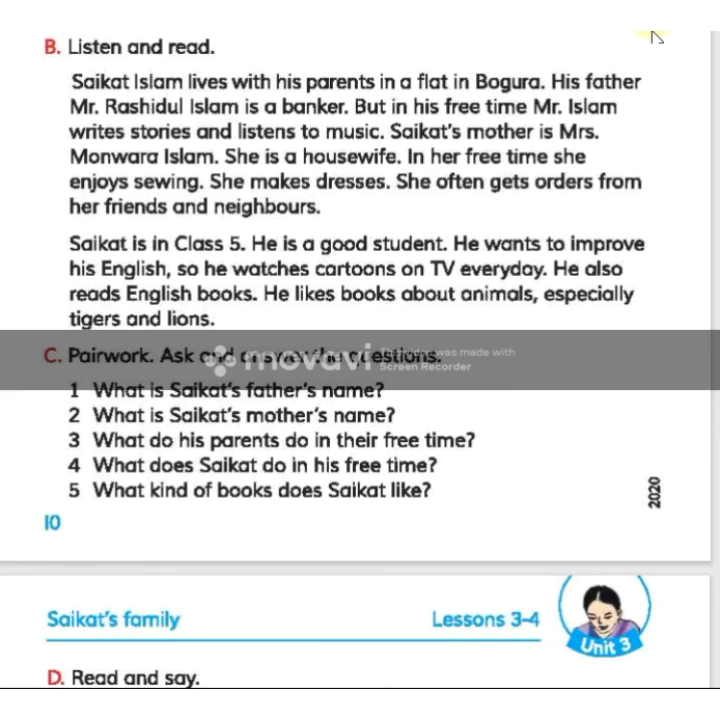 B. Listen and read.
Saikat Islam lives with his parents in a flat in Bogura. His father
Mr. Rashidul Islam is a banker. But in his free time Mr. Islam
writes stories and listens to music. Saikat's mother is Mrs.
Monwara Islam. She is a housewife. In her free time she
enjoys sewing. She makes dresses. She often gets orders from
her friends and neighbours.
Saikat is in Class 5. He is a good student. He wants to improve
his English, so he watches cartoons on TV everyday. He also
reads English books. He likes books about animals, especially
tigers and lions.
C. Pairwork. Ask and answer the questions.
movavi
This video was made with
Screen Recorder
1 What is Saikat's father's name?
2 What is Saikat's mother's name?
3 What do his parents do in their free time?
4 What does Saikat do in his free time?
5 What kind of books does Saikat like?
2020
10
Saikat's family
Lessons 3-4
Unit 3
D. Read and say.